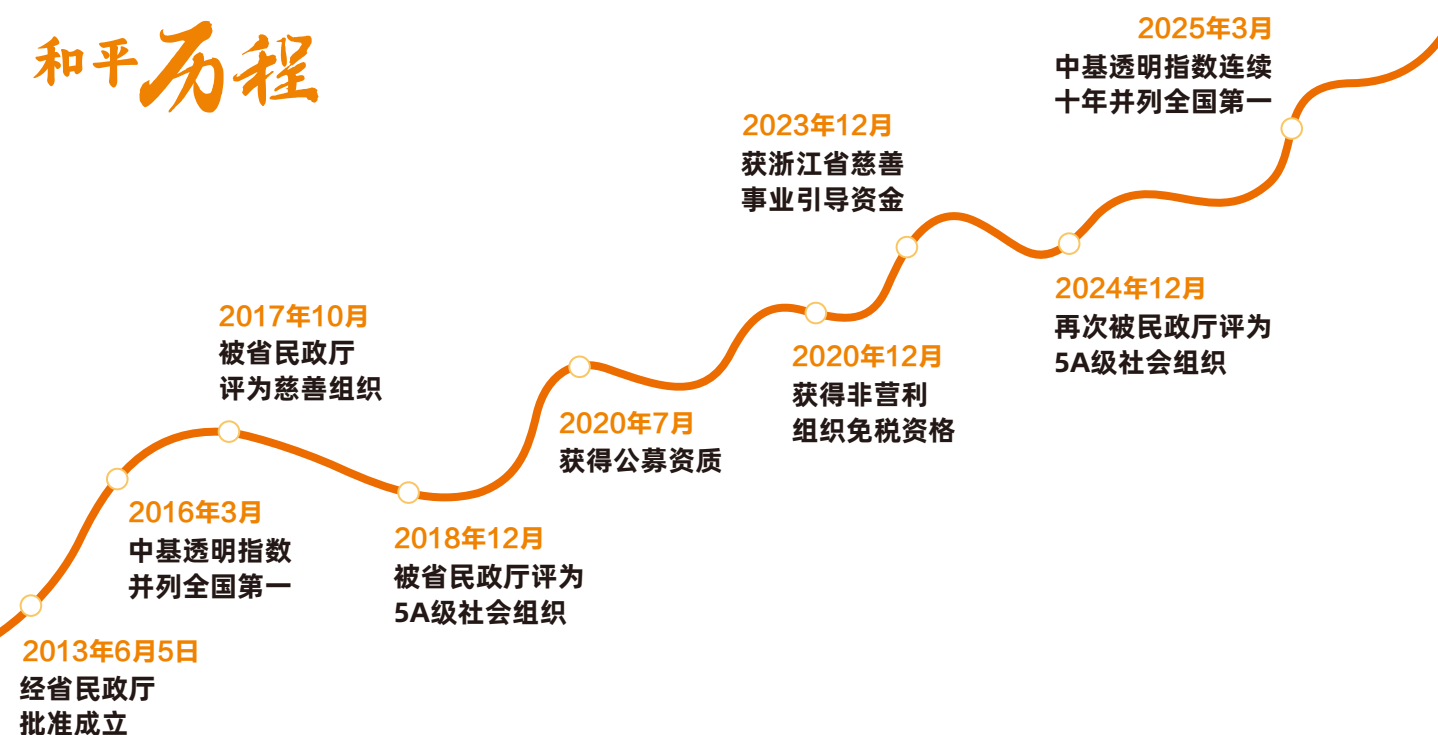 和平历程
2013年6月5日
经省民政厅
批准成立
2016年3月
中基透明指数
并列全国第一
2017年10月
被省民政厅
评为慈善组织
2018年12月
被省民政厅评为
5A级社会组织
2020年7月
获得公募资质
2020年12月
获得非营利
组织免税资格
2023年12月
获浙江省慈善
事业引导资金
2024年12月
再次被民政厅评为
5A级社会组织
2025年3月
中基透明指数连续
十年并列全国第一